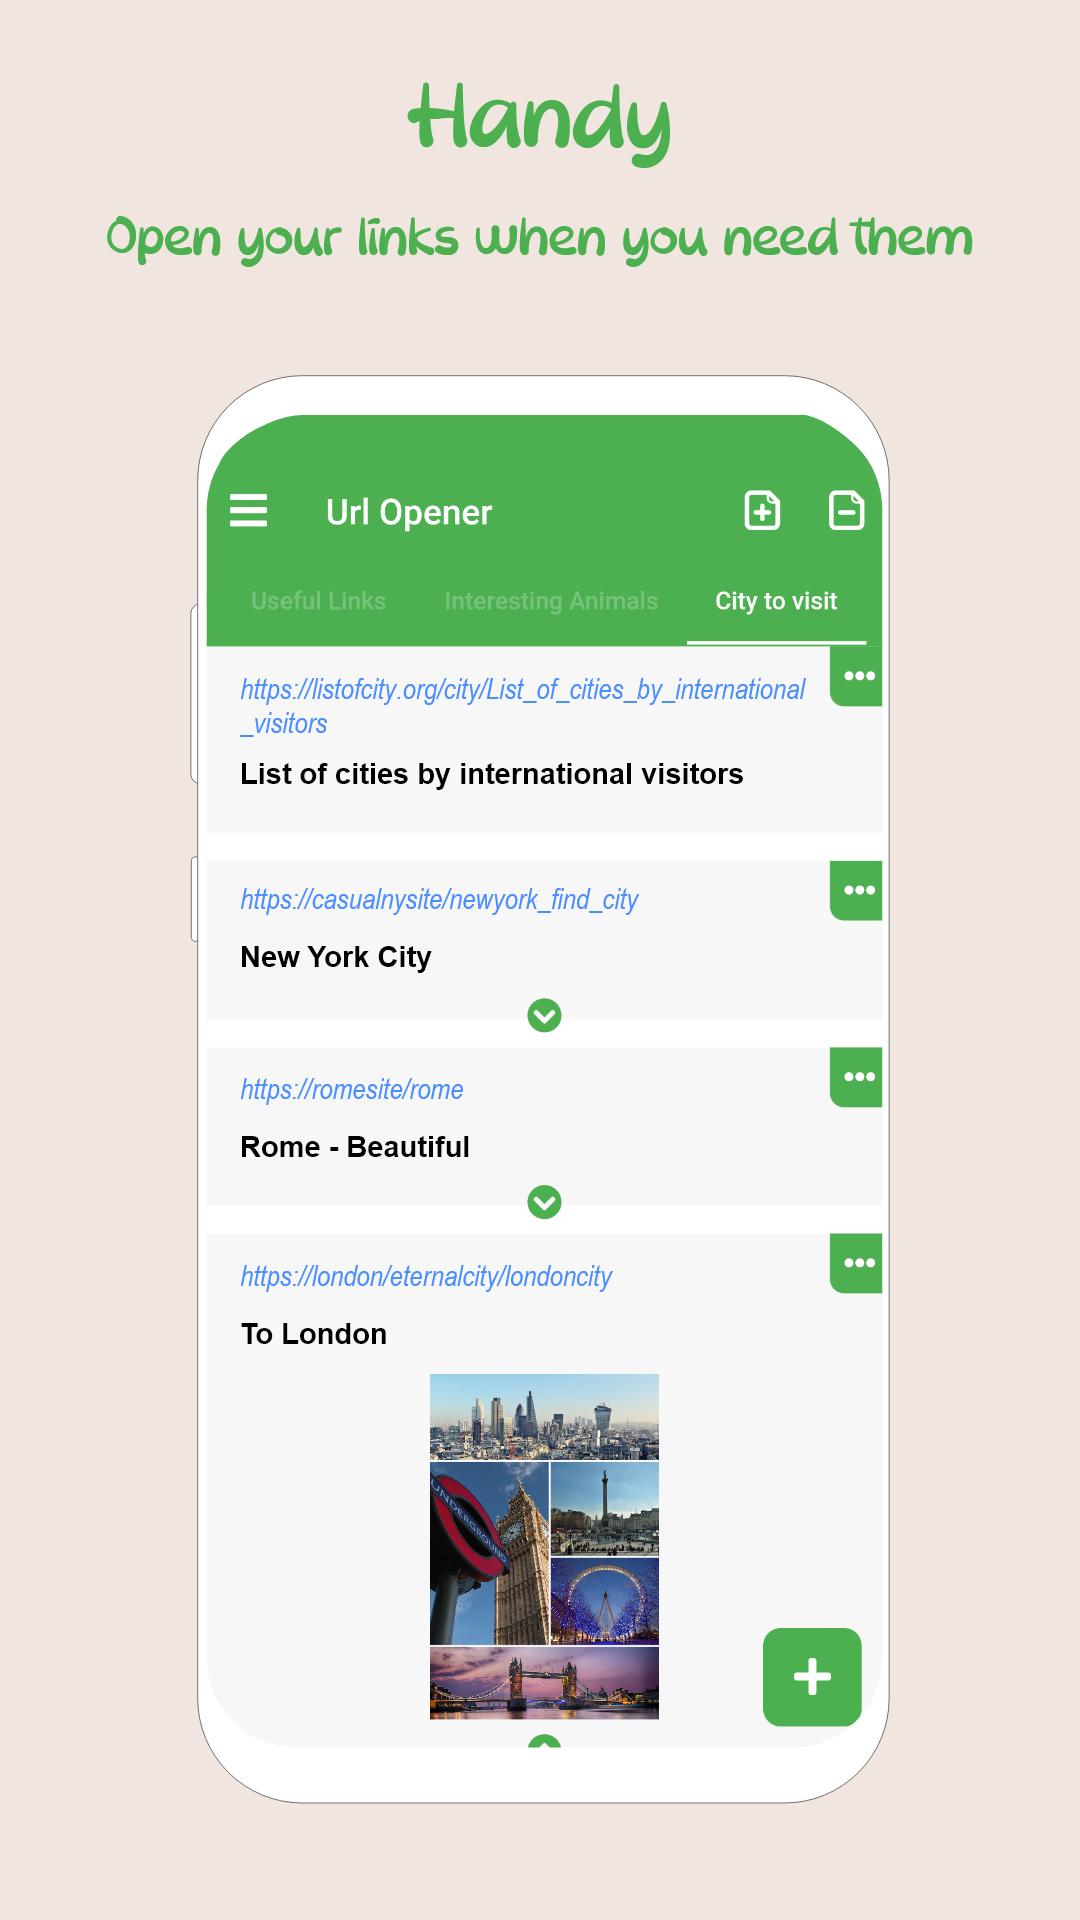 Handy
Open your links when you need them
Url Opener
Useful Links Interesting Animals City to visit
https://listofcity.org/city/List_of_cities_by_international
_visitors
List of cities by international visitors
https://casualnysite/newyork_find_city
New York City
https://romesite/rome
Rome - Beautiful
https://london/eternalcity/londoncity
To London
UNDERGROUND